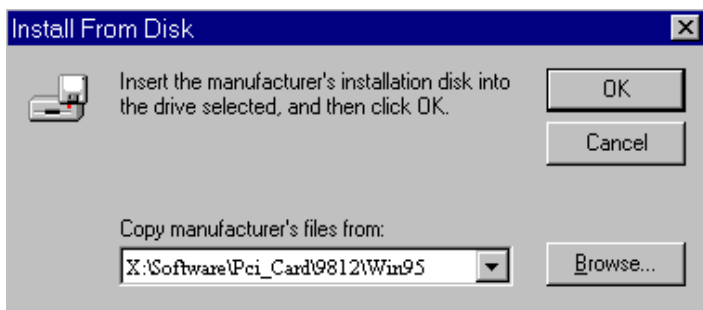 Install From Disk
Insert the manufacturer's installation disk into
the drive selected, and then click OK.
OK
Cancel
Copy manufacturer's files from:
X:\Software\Pci_Card\9812\Win95
Browse...